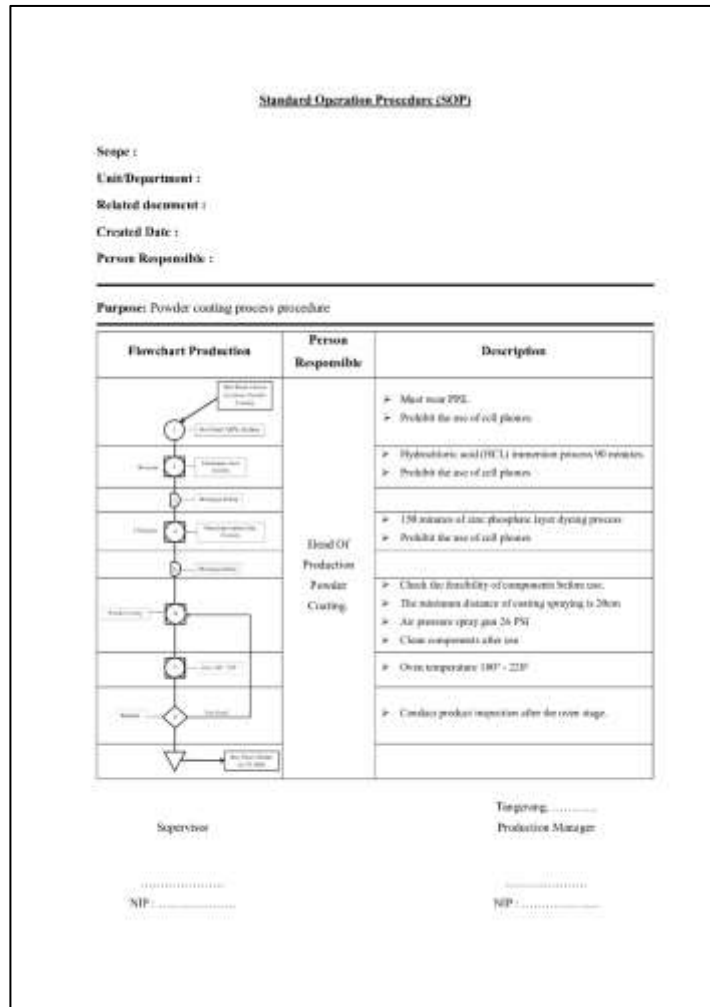 Standard Operation Procedure (SOP)
Scope :
Unit/Department :
Related document :
Created Date :
Person Responsible :
Purpose: Powder coating process procedure
Flowchart Production
Person
Responsible
Description
➢ Must wear PPE.
➢ Prohibit the use of cell phones
➢ Hydrochloric acid (HCL) immersion process 90 minutes.
➢ Prohibit the use of cell phones
➢ 150 minutes of zinc phosphate layer dyeing process
➢ Prohibit the use of cell phones
Head Of
Production
Powder
Coating.
➢ Check the feasibility of components before use.
➢ The minimum distance of coating spraying is 20cm
➢ Air pressure spray gun 26 PSI
➢ Clean components after use
➢ Oven temperature 180° - 220°
➢ Conduct product inspection after the oven stage.
Tangerang, ............
Supervisor
Production Manager
.....................
.....................
NIP : ....................
NIP : ....................